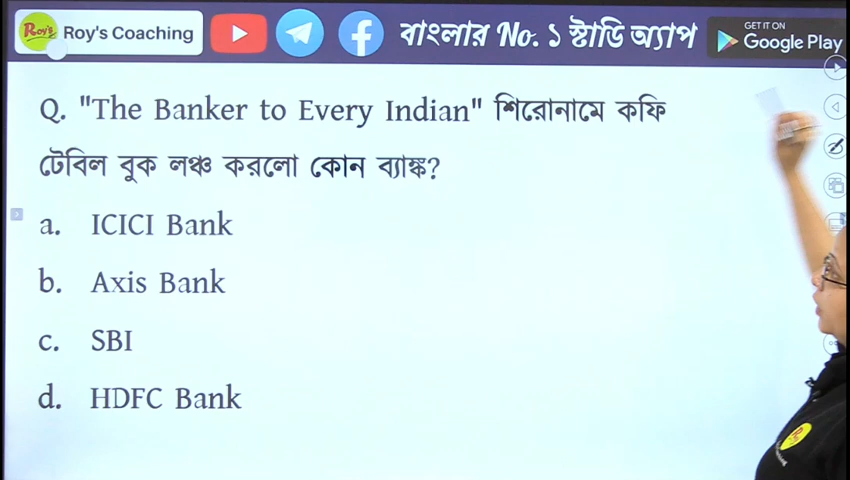 Roy's Roy's Coaching বাংলার No. ১ স্টাডি অ্যাপ GET IT ON Google Play
Q. "The Banker to Every Indian" শিরোনামে কফি
টেবিল বুক লঞ্চ করলো কোন ব্যাঙ্ক?
a. ICICI Bank
b. Axis Bank
c. SBI
d. HDFC Bank